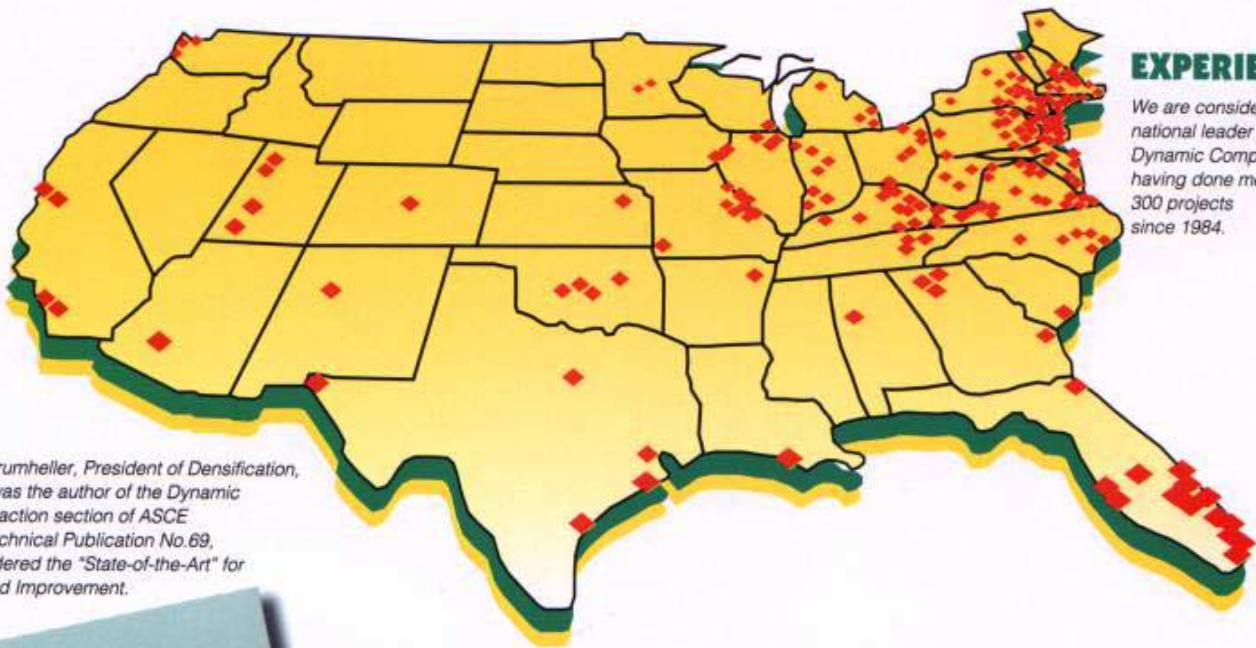 EXPERIE
We are conside
national leader
Dynamic Comp
having done mo
300 projects
since 1984.
rumheller, President of Densification,
was the author of the Dynamic
action section of ASCE
chnical Publication No.69,
dered the "State-of-the-Art" for
d Improvement.